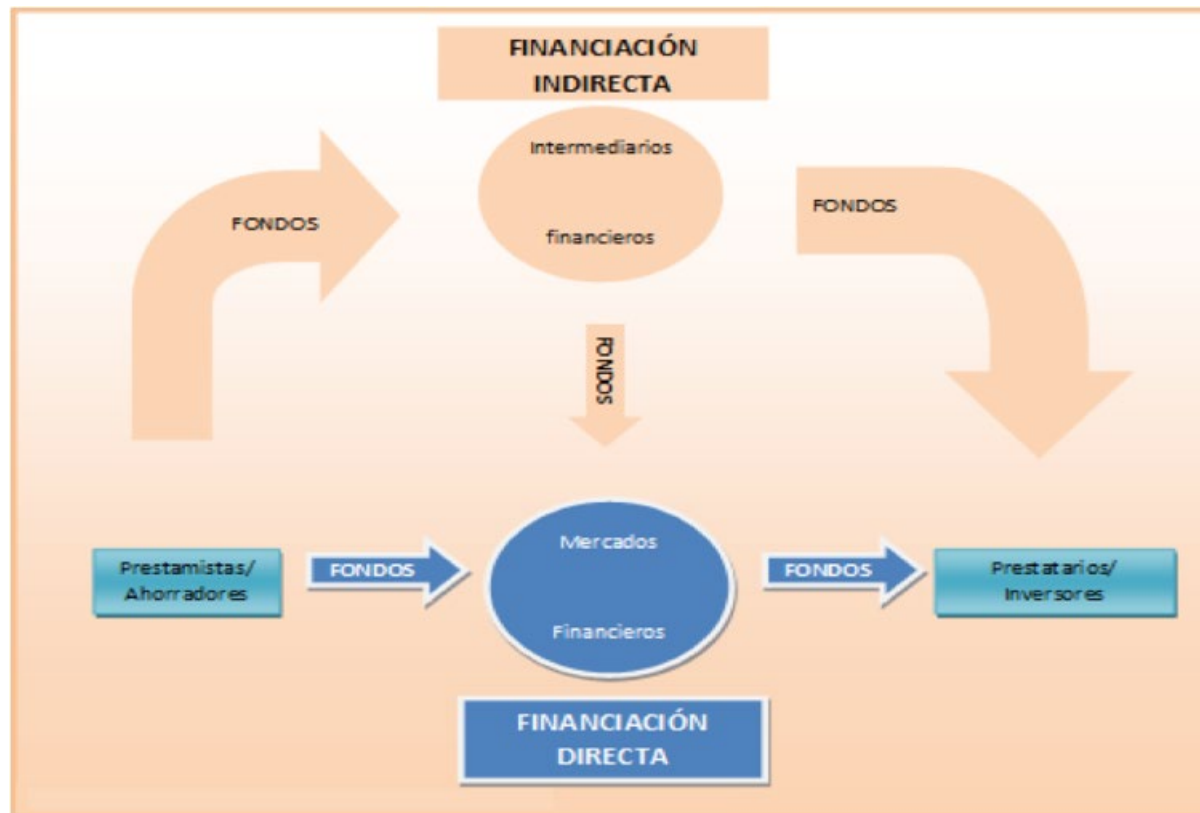 FINANCIACIÓN
INDIRECTA
Intermediarios
financieros
FONDOS
FONDOS
FONDOS
Prestamistas/
Ahorradores
FONDOS
Mercados
Financieros
FONDOS
Prestatarios/
Inversores
FINANCIACIÓN
DIRECTA